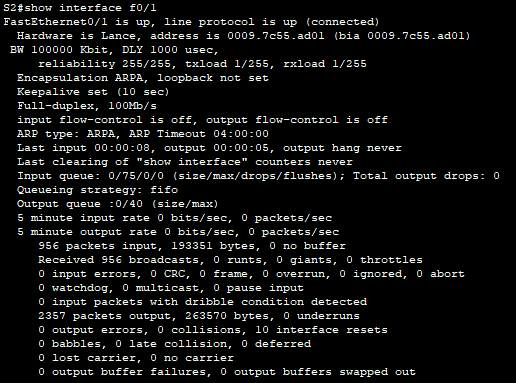 S2#show interface f0/1
FastEthernet0/1 is up, line protocol is up (connected)
Hardware is Lance, address is 0009.7c55.ad01 (bia 0009.7c55.ad01)
BW 100000 Kbit, DLY 1000 usec,
reliability 255/255, txload 1/255, rxload 1/255
Encapsulation ARPA, loopback not set
Keepalive set (10 sec)
Full-duplex, 100Mb/s
input flow-control is off, output flow-control is off
ARP type: ARPA, ARP Timeout 04:00:00
Last input 00:00:08, output 00:00:05, output hang never
Last clearing of "show interface" counters never
Input queue: 0/75/0/0 (size/max/drops/flushes); Total output drops: 0
Queueing strategy: fifo
Output queue :0/40 (size/max)
5 minute input rate 0 bits/sec, 0 packets/sec
5 minute output rate 0 bits/sec, 0 packets/sec
956 packets input, 193351 bytes, 0 no buffer
Received 956 broadcasts, 0 runts, 0 giants, 0 throttles
0 input errors, 0 CRC, 0 frame, 0 overrun, 0 ignored, 0 abort
0 watchdog, 0 multicast, 0 pause input
0 input packets with dribble condition detected
2357 packets output, 263570 bytes, 0 underruns
0 output errors, 0 collisions, 10 interface resets
0 babbles, 0 late collision, 0 deferred
0 lost carrier, 0 no carrier
0 output buffer failures, 0 output buffers swapped out